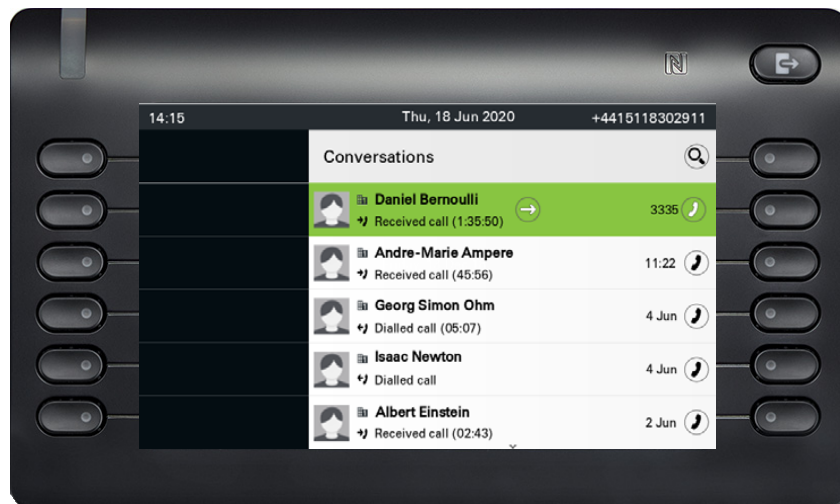 14:15
Thu, 18 Jun 2020
+4415118302911
Conversations
Daniel Bernoulli
Received call (1:35:50)
3335
Andre-Marie Ampere
Received call (45:56)
11:22
Georg Simon Ohm
Dialled call (05:07)
4 Jun
Isaac Newton
Dialled call
4 Jun
Albert Einstein
Received call (02:43)
2 Jun